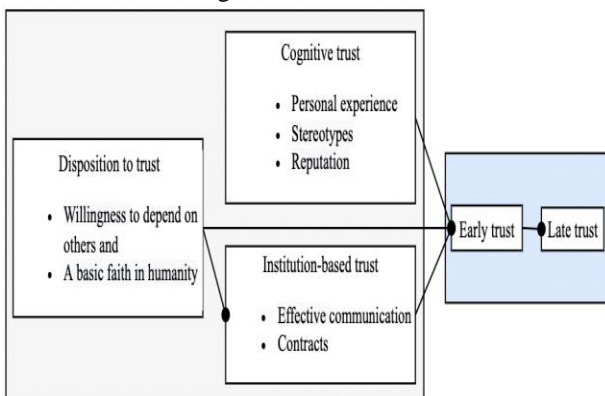 Cognitive trust
• Personal experience
• Stereotypes
• Reputation
Disposition to trust
• Willingness to depend on
others and
• A basic faith in humanity
Institution-based trust
• Effective communication
• Contracts
Early trust
Late trust